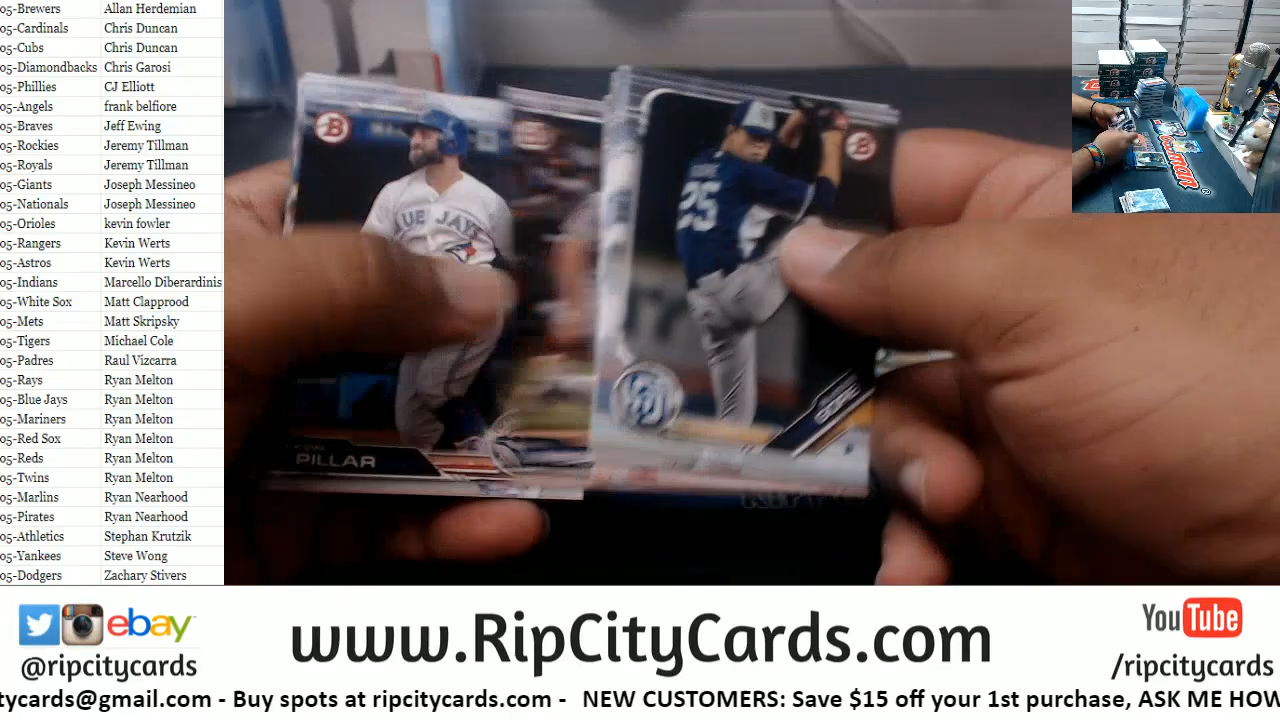 05-Brewers Allan Herdemian
05-Cardinals Chris Duncan
05-Cubs Chris Duncan
05-Diamondbacks Chris Garosi
05-Phillies CJ Elliott
05-Angels frank belfiore
05-Braves Jeff Ewing
05-Rockies Jeremy Tillman
05-Royals Jeremy Tillman
05-Giants Joseph Messineo
05-Nationals Joseph Messineo
05-Orioles kevin fowler
05-Rangers Kevin Werts
05-Astros Kevin Werts
05-Indians Marcello Diberardinis
05-White Sox Matt Clapprood
05-Mets Matt Skripsky
05-Tigers Michael Cole
05-Padres Raul Vizcarra
05-Rays Ryan Melton
05-Blue Jays Ryan Melton
05-Mariners Ryan Melton
05-Red Sox Ryan Melton
05-Reds Ryan Melton
05-Twins Ryan Melton
05-Marlins Ryan Nearhood
05-Pirates Ryan Nearhood
05-Athletics Stephan Krutzik
05-Yankees Steve Wong
05-Dodgers Zachary Stivers
B
BLUE JAYS
PILLAR
B
25
SD
GORE
B
Bowman
ebay
@ripcitycards
www.RipCityCards.com
YouTube
/ripcitycards
tycards@gmail.com - Buy spots at ripcitycards.com - NEW CUSTOMERS: Save $15 off your 1st purchase, ASK ME HOW